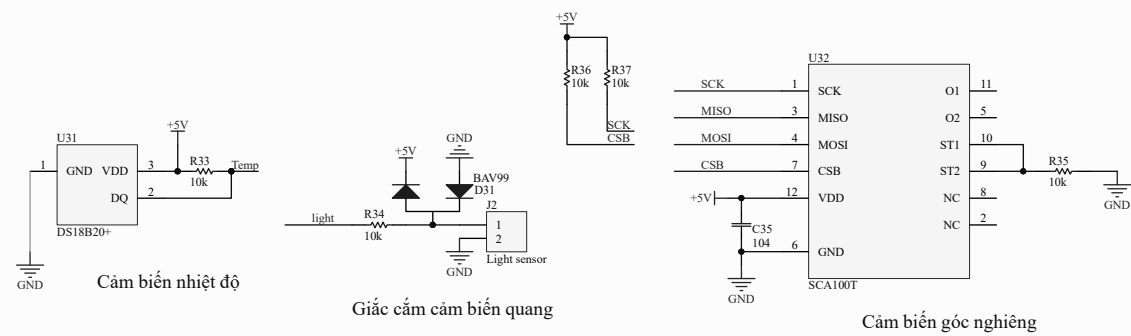 +5V
U31
1
GND
VDD
3
DQ
2
R33
10k
Temp
DS18B20+
GND
Cảm biến nhiệt độ
+5V
GND
BAV99
D31
light
R34
10k
J2
1
2
GND
Light sensor
Giắc cắm cảm biến quang
+5V
R36
10k
R37
10k
SCK
CSB
U32
SCK
1
SCK
O1
11
MISO
3
MISO
O2
5
MOSI
4
MOSI
ST1
10
CSB
7
CSB
ST2
9
R35
10k
GND
+5V
12
VDD
NC
8
NC
2
C35
104
6
GND
GND
SCA100T
Cảm biến góc nghiêng